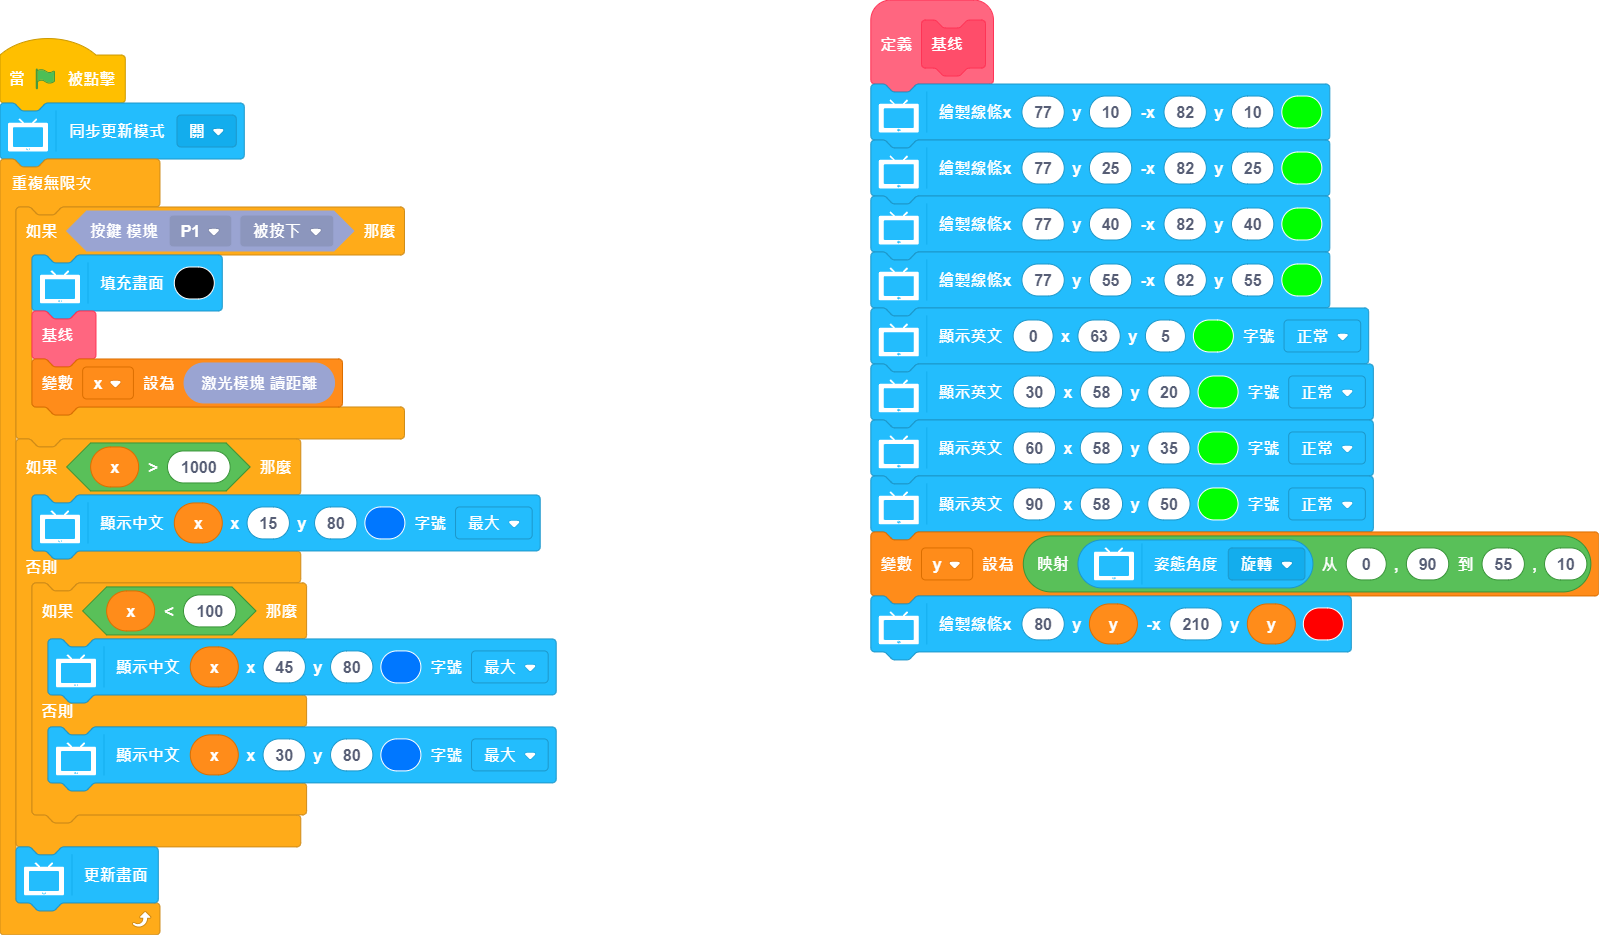 當 被點擊
同步更新模式 關
重複無限次
如果 按鍵 模塊 P1 被按下 那麼
填充畫面
基线
變數 x 設為 激光模塊 讀距離
如果 x > 1000 那麼
顯示中文 x x 15 y 80 字號 最大
否則
如果 x < 100 那麼
顯示中文 x x 45 y 80 字號 最大
否則
顯示中文 x x 30 y 80 字號 最大
更新畫面
定義 基线
繪製線條x 77 y 10 -x 82 y 10
繪製線條x 77 y 25 -x 82 y 25
繪製線條x 77 y 40 -x 82 y 40
繪製線條x 77 y 55 -x 82 y 55
顯示英文 0 x 63 y 5 字號 正常
顯示英文 30 x 58 y 20 字號 正常
顯示英文 60 x 58 y 35 字號 正常
顯示英文 90 x 58 y 50 字號 正常
變數 y 設為 映射 姿態角度 旋轉 从 0 , 90 到 55 , 10
繪製線條x 80 y y -x 210 y y